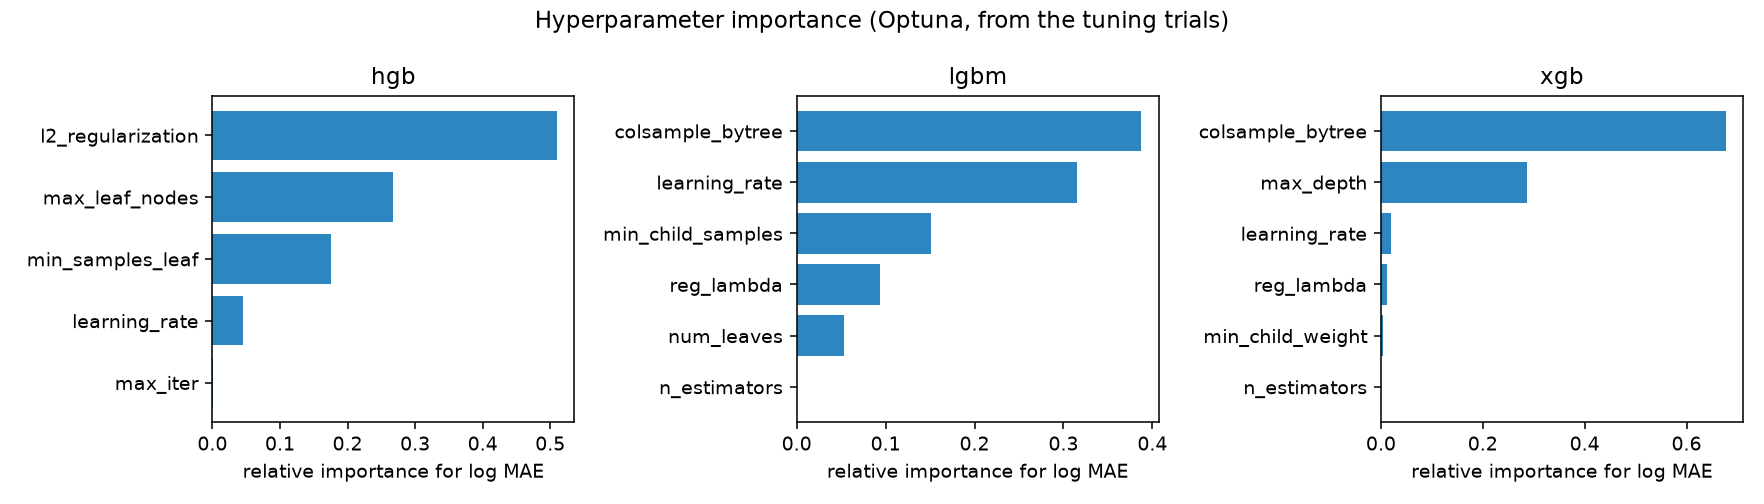 Hyperparameter importance (Optuna, from the tuning trials)
hgb
l2_regularization
max_leaf_nodes
min_samples_leaf
learning_rate
max_iter
0.0 0.1 0.2 0.3 0.4 0.5
relative importance for log MAE
lgbm
colsample_bytree
learning_rate
min_child_samples
reg_lambda
num_leaves
n_estimators
0.0 0.1 0.2 0.3 0.4
relative importance for log MAE
xgb
colsample_bytree
max_depth
learning_rate
reg_lambda
min_child_weight
n_estimators
0.0 0.2 0.4 0.6
relative importance for log MAE